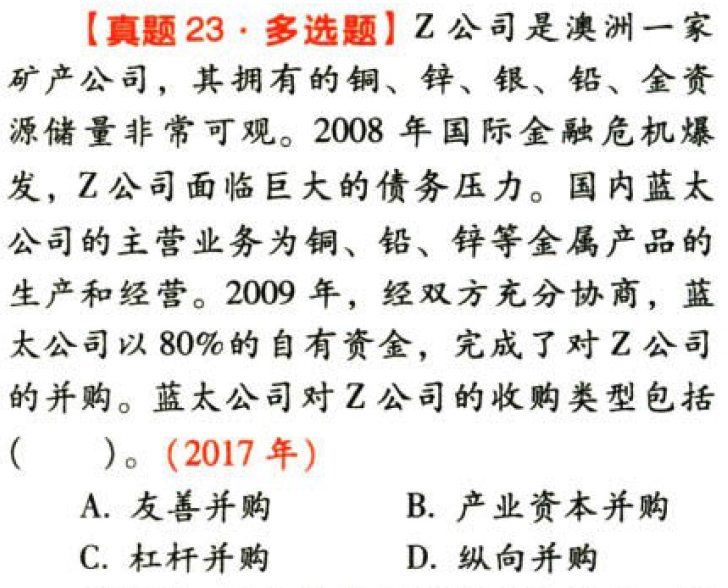 【真题 23 · 多选题】Z 公司是澳洲一家
矿产公司，其拥有的铜、锌、银、铅、金资
源储量非常可观。2008 年国际金融危机爆
发，Z 公司面临巨大的债务压力。国内蓝太
公司的主营业务为铜、铅、锌等金属产品的
生产和经营。2009 年，经双方充分协商，蓝
太公司以 80%的自有资金，完成了对 Z 公司
的并购。蓝太公司对 Z 公司的收购类型包括
(　　)。(2017 年)
A. 友善并购　　B. 产业资本并购
C. 杠杆并购　　D. 纵向并购